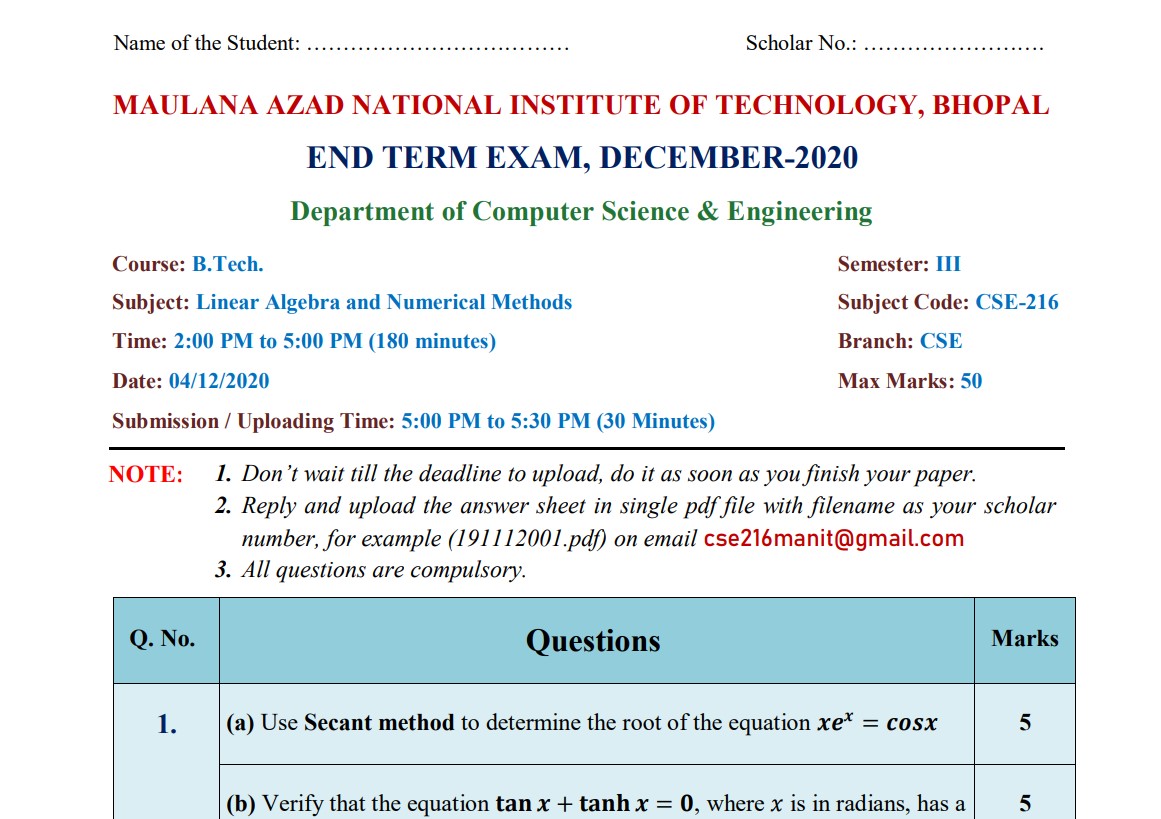 Name of the Student: ………………………………
Scholar No.: …………………….
MAULANA AZAD NATIONAL INSTITUTE OF TECHNOLOGY, BHOPAL
END TERM EXAM, DECEMBER-2020
Department of Computer Science & Engineering
Course: B.Tech.
Semester: III
Subject: Linear Algebra and Numerical Methods
Subject Code: CSE-216
Time: 2:00 PM to 5:00 PM (180 minutes)
Branch: CSE
Date: 04/12/2020
Max Marks: 50
Submission / Uploading Time: 5:00 PM to 5:30 PM (30 Minutes)
NOTE: 1. Don’t wait till the deadline to upload, do it as soon as you finish your paper.
2. Reply and upload the answer sheet in single pdf file with filename as your scholar
number, for example (191112001.pdf) on email cse216manit@gmail.com
3. All questions are compulsory.
Q. No. Questions Marks
1. (a) Use Secant method to determine the root of the equation xeˣ = cosx 5
(b) Verify that the equation tan x + tanh x = 0, where x is in radians, has a 5